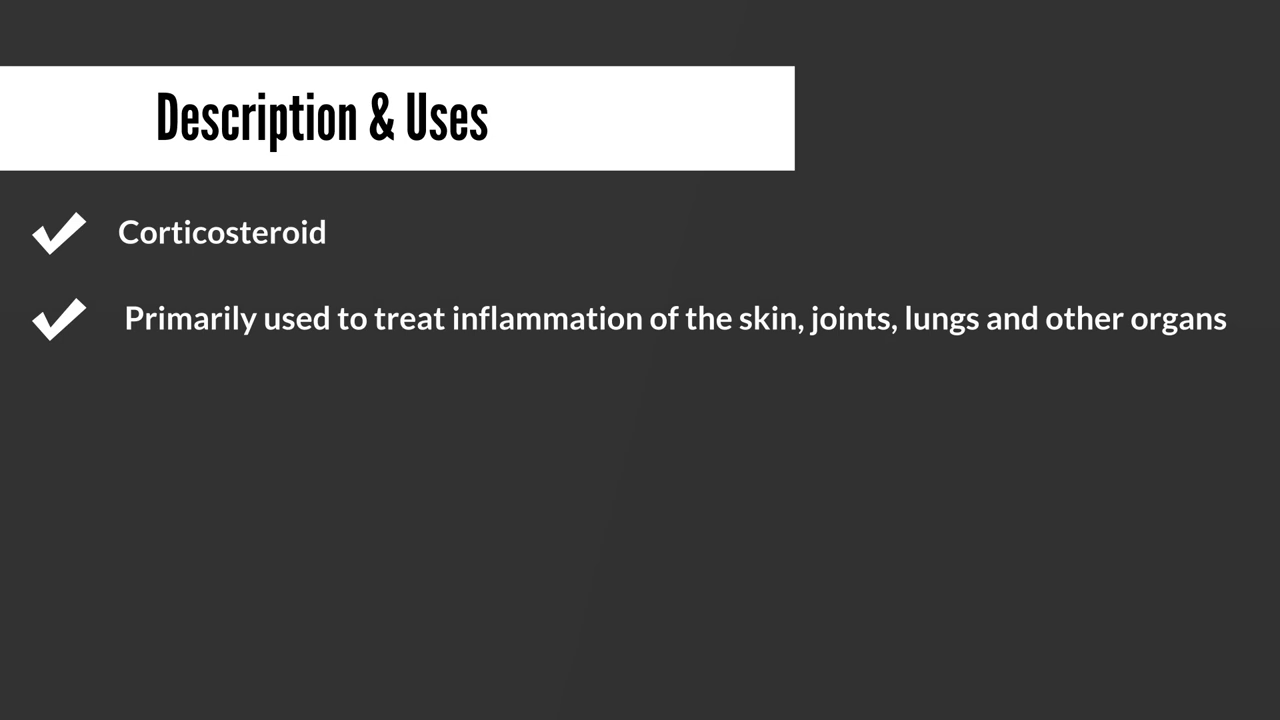 Description & Uses
Corticosteroid
Primarily used to treat inflammation of the skin, joints, lungs and other organs